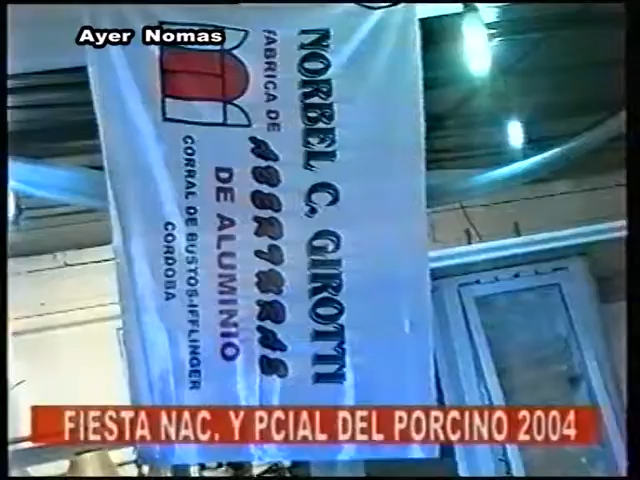 Ayer Nomas
NORBEL C. GIROTTI
FABRICA DE
ABERTURAS
DE ALUMINIO
CORRAL DE BUSTOS-IFFLINGER
CORDOBA
FIESTA NAC. Y PCIAL DEL PORCINO 2004